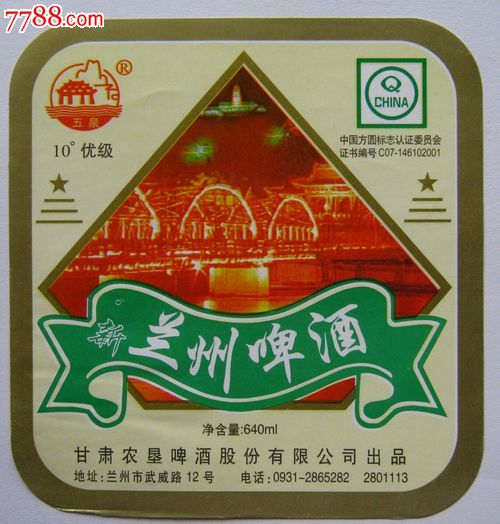 7788.com
®
五泉
10°优级
Q
CHINA
中国方圆标志认证委员会
证书编号 C07-146102001
新 兰州啤酒
净含量:640ml
甘肃农垦啤酒股份有限公司出品
地址: 兰州市武威路 12 号 电话: 0931-2865282 2801113